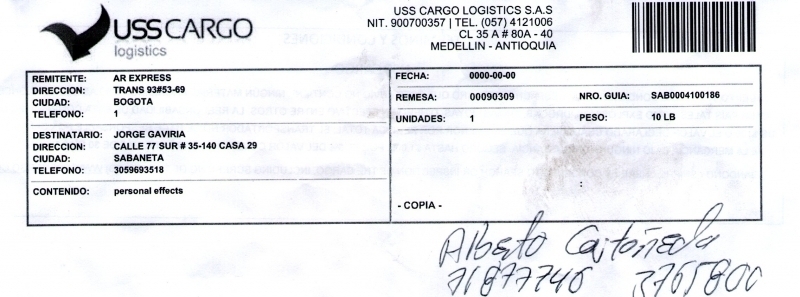 USSCARGO
logistics
USS CARGO LOGISTICS S.A.S
NIT. 900700357 | TEL. (057) 4121006
CL 35 A # 80A - 40
MEDELLIN - ANTIOQUIA
REMITENTE: AR EXPRESS
DIRECCION: TRANS 93#53-69
CIUDAD: BOGOTA
TELEFONO: 1
DESTINATARIO: JORGE GAVIRIA
DIRECCION: CALLE 77 SUR # 35-140 CASA 29
CIUDAD: SABANETA
TELEFONO: 3059693518
CONTENIDO: personal effects
FECHA: 0000-00-00
REMESA: 00090309 NRO. GUIA: SAB0004100186
UNIDADES: 1 PESO: 10 LB
:
- COPIA -
Alberto Castañeda
71877746 3765800